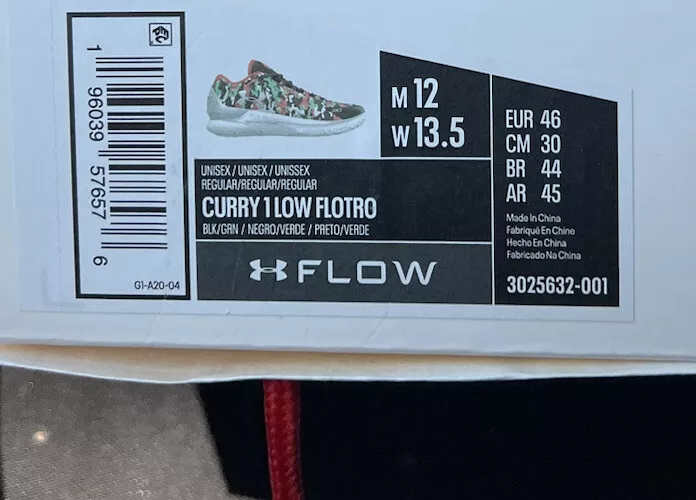 1 96039 57657 6
G1-A20-04
M 12
W 13.5
UNISEX / UNISEX / UNISSEX
REGULAR/REGULAR/REGULAR
CURRY 1 LOW FLOTRO
BLK/GRN / NEGRO/VERDE / PRETO/VERDE
FLOW
EUR 46
CM 30
BR 44
AR 45
Made In China
Fabriqué En Chine
Hecho En China
Fabricado Na China
3025632-001